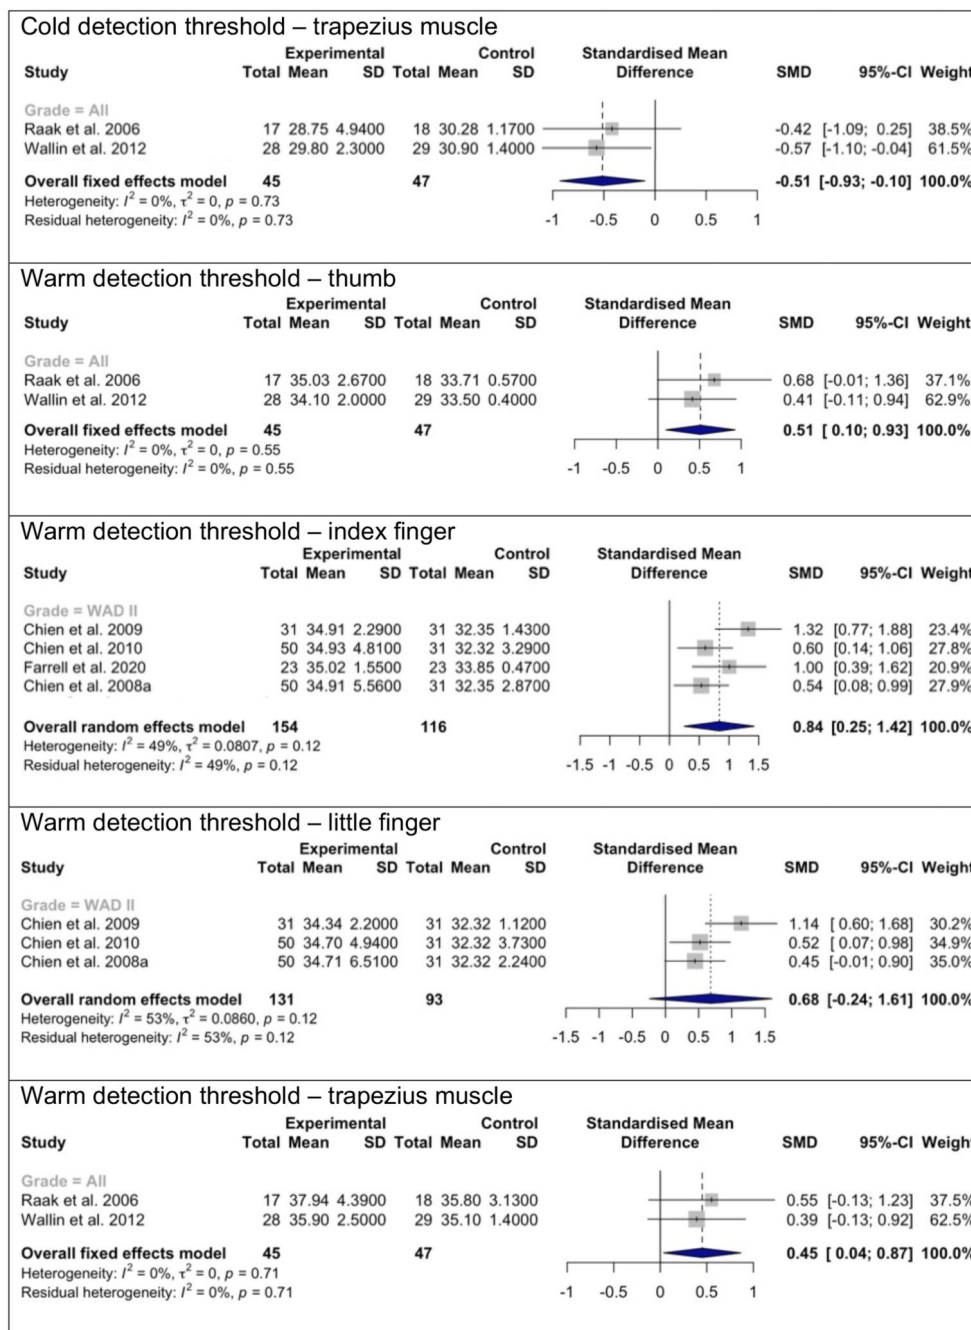 Cold detection threshold – trapezius muscle
Experimental Control Standardised Mean
Study Total Mean SD Total Mean SD Difference SMD 95%-CI Weight
Grade = All
Raak et al. 2006 17 28.75 4.9400 18 30.28 1.1700 -0.42 [-1.09; 0.25] 38.5%
Wallin et al. 2012 28 29.80 2.3000 29 30.90 1.4000 -0.57 [-1.10; -0.04] 61.5%
Overall fixed effects model 45 47 -0.51 [-0.93; -0.10] 100.0%
Heterogeneity: I² = 0%, τ² = 0, p = 0.73
Residual heterogeneity: I² = 0%, p = 0.73
-1 -0.5 0 0.5 1
Warm detection threshold – thumb
Experimental Control Standardised Mean
Study Total Mean SD Total Mean SD Difference SMD 95%-CI Weight
Grade = All
Raak et al. 2006 17 35.03 2.6700 18 33.71 0.5700 0.68 [-0.01; 1.36] 37.1%
Wallin et al. 2012 28 34.10 2.0000 29 33.50 0.4000 0.41 [-0.11; 0.94] 62.9%
Overall fixed effects model 45 47 0.51 [ 0.10; 0.93] 100.0%
Heterogeneity: I² = 0%, τ² = 0, p = 0.55
Residual heterogeneity: I² = 0%, p = 0.55
-1 -0.5 0 0.5 1
Warm detection threshold – index finger
Experimental Control Standardised Mean
Study Total Mean SD Total Mean SD Difference SMD 95%-CI Weight
Grade = WAD II
Chien et al. 2009 31 34.91 2.2900 31 32.35 1.4300 1.32 [0.77; 1.88] 23.4%
Chien et al. 2010 50 34.93 4.8100 31 32.32 3.2900 0.60 [0.14; 1.06] 27.8%
Farrell et al. 2020 23 35.02 1.5500 23 33.85 0.4700 1.00 [0.39; 1.62] 20.9%
Chien et al. 2008a 50 34.91 5.5600 31 32.35 2.8700 0.54 [0.08; 0.99] 27.9%
Overall random effects model 154 116 0.84 [0.25; 1.42] 100.0%
Heterogeneity: I² = 49%, τ² = 0.0807, p = 0.12
Residual heterogeneity: I² = 49%, p = 0.12
-1.5 -1 -0.5 0 0.5 1 1.5
Warm detection threshold – little finger
Experimental Control Standardised Mean
Study Total Mean SD Total Mean SD Difference SMD 95%-CI Weight
Grade = WAD II
Chien et al. 2009 31 34.34 2.2000 31 32.32 1.1200 1.14 [ 0.60; 1.68] 30.2%
Chien et al. 2010 50 34.70 4.9400 31 32.32 3.7300 0.52 [ 0.07; 0.98] 34.9%
Chien et al. 2008a 50 34.71 6.5100 31 32.32 2.2400 0.45 [-0.01; 0.90] 35.0%
Overall random effects model 131 93 0.68 [-0.24; 1.61] 100.0%
Heterogeneity: I² = 53%, τ² = 0.0860, p = 0.12
Residual heterogeneity: I² = 53%, p = 0.12
-1.5 -1 -0.5 0 0.5 1 1.5
Warm detection threshold – trapezius muscle
Experimental Control Standardised Mean
Study Total Mean SD Total Mean SD Difference SMD 95%-CI Weight
Grade = All
Raak et al. 2006 17 37.94 4.3900 18 35.80 3.1300 0.55 [-0.13; 1.23] 37.5%
Wallin et al. 2012 28 35.90 2.5000 29 35.10 1.4000 0.39 [-0.13; 0.92] 62.5%
Overall fixed effects model 45 47 0.45 [ 0.04; 0.87] 100.0%
Heterogeneity: I² = 0%, τ² = 0, p = 0.71
Residual heterogeneity: I² = 0%, p = 0.71
-1 -0.5 0 0.5 1